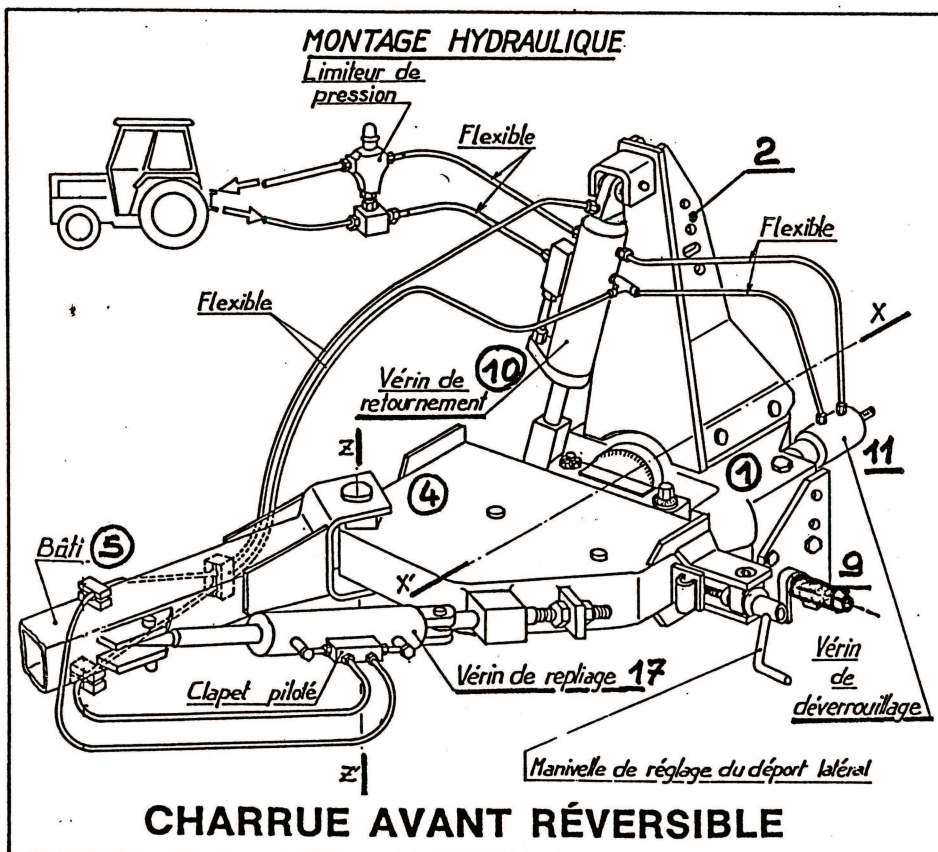 MONTAGE HYDRAULIQUE
Limiteur de
pression
Flexible
2
Flexible
Flexible
X
Vérin de
retournement
10
Z
4
1
11
Bâti 5
X'
9
Clapet piloté
Vérin de repliage 17
Vérin
de
déverrouillage
Z'
Manivelle de réglage du déport latéral
CHARRUE AVANT RÉVERSIBLE